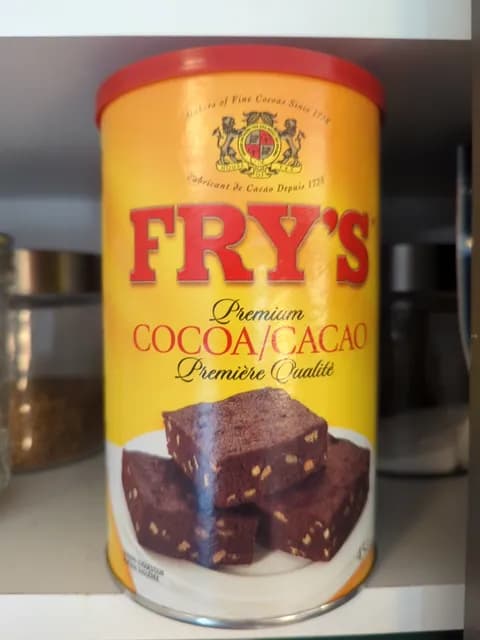 Makers of Fine Cocoas Since 1728
Fabricant de Cacao Depuis 1728
FRY'S
Premium
COCOA/CACAO
Première Qualité